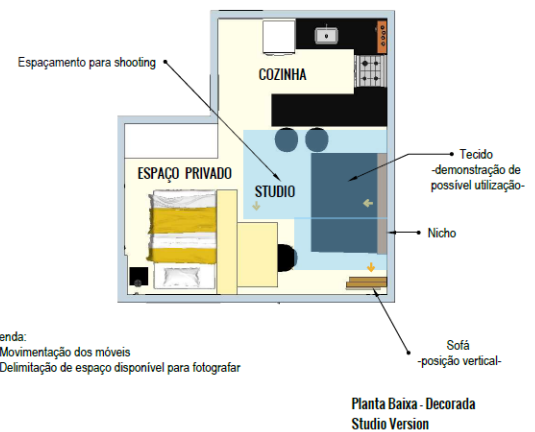 Espaçamento para shooting
COZINHA
ESPAÇO PRIVADO
STUDIO
Tecido
-demonstração de
possível utilização-
Nicho
Sofá
-posição vertical-
enda:
Movimentação dos móveis
Delimitação de espaço disponível para fotografar
Planta Baixa - Decorada
Studio Version